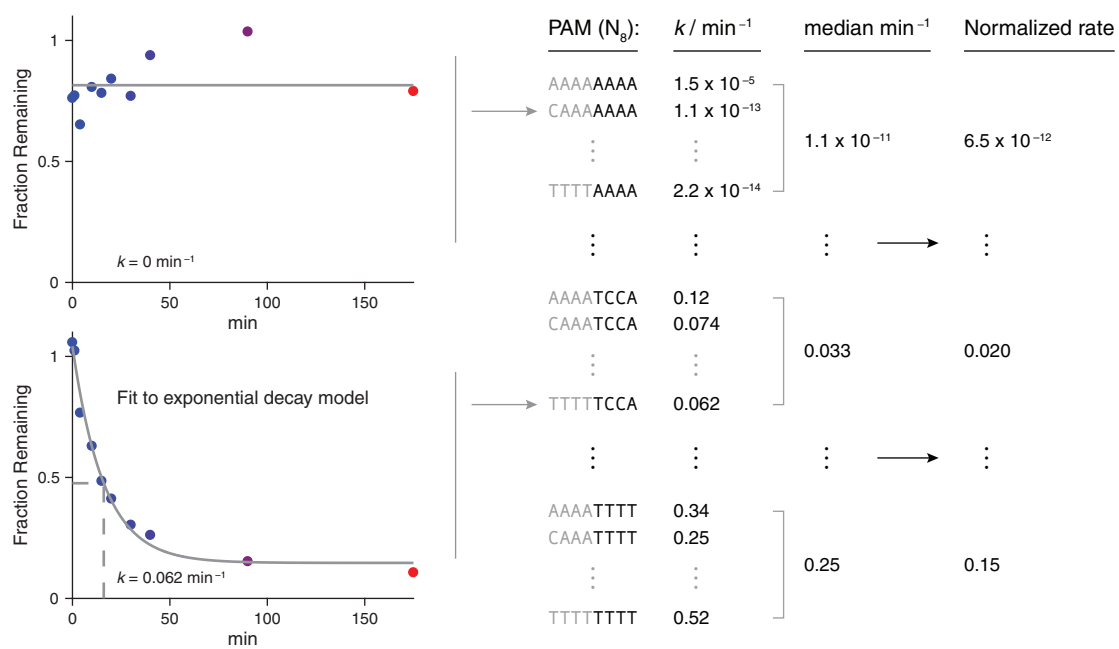 Fraction Remaining
1
0.5
0
k = 0 min⁻¹
0 50 100 150
min
Fraction Remaining
1
0.5
0
Fit to exponential decay model
k = 0.062 min⁻¹
0 50 100 150
min
PAM (N₈): k / min⁻¹ median min⁻¹ Normalized rate
AAAAAAAA 1.5 x 10⁻⁵
CAAAAAAA 1.1 x 10⁻¹³
1.1 x 10⁻¹¹ 6.5 x 10⁻¹²
TTTTAAAA 2.2 x 10⁻¹⁴
AAAATCCA 0.12
CAAATCCA 0.074
0.033 0.020
TTTTTCCA 0.062
AAAATTTT 0.34
CAAATTTT 0.25
0.25 0.15
TTTTTTTT 0.52